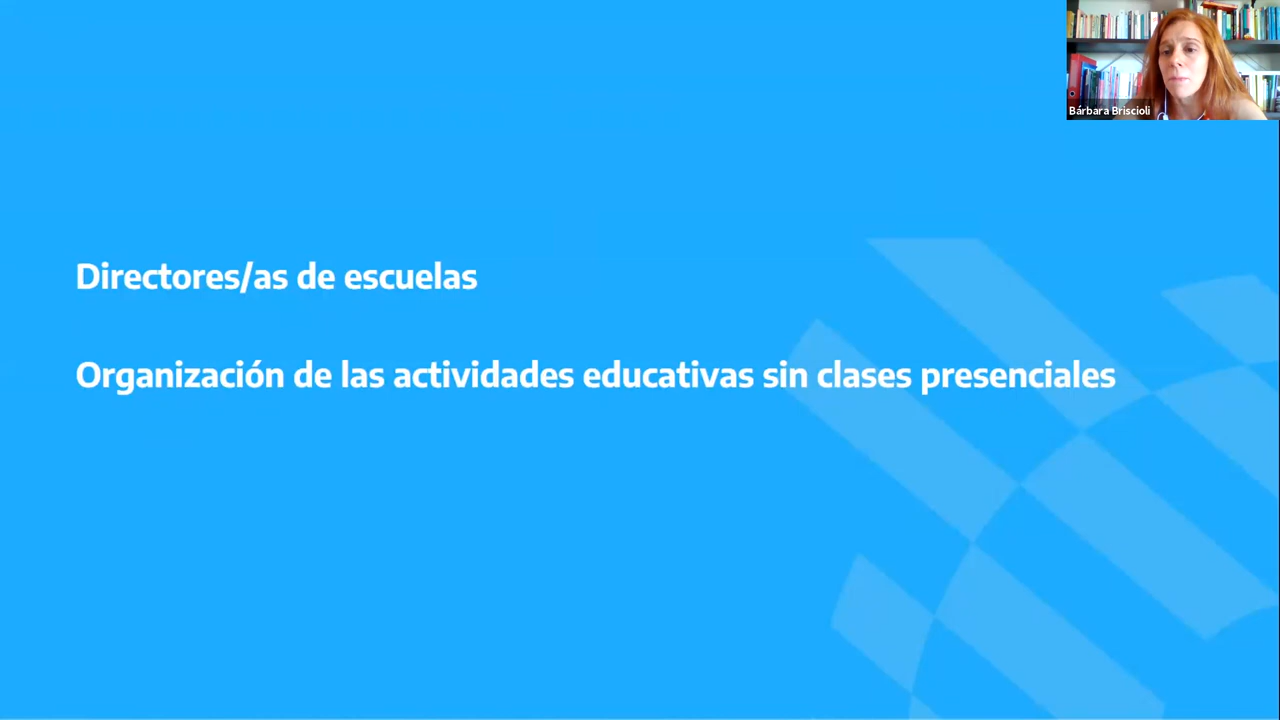 Bárbara Briscioli
Directores/as de escuelas
Organización de las actividades educativas sin clases presenciales